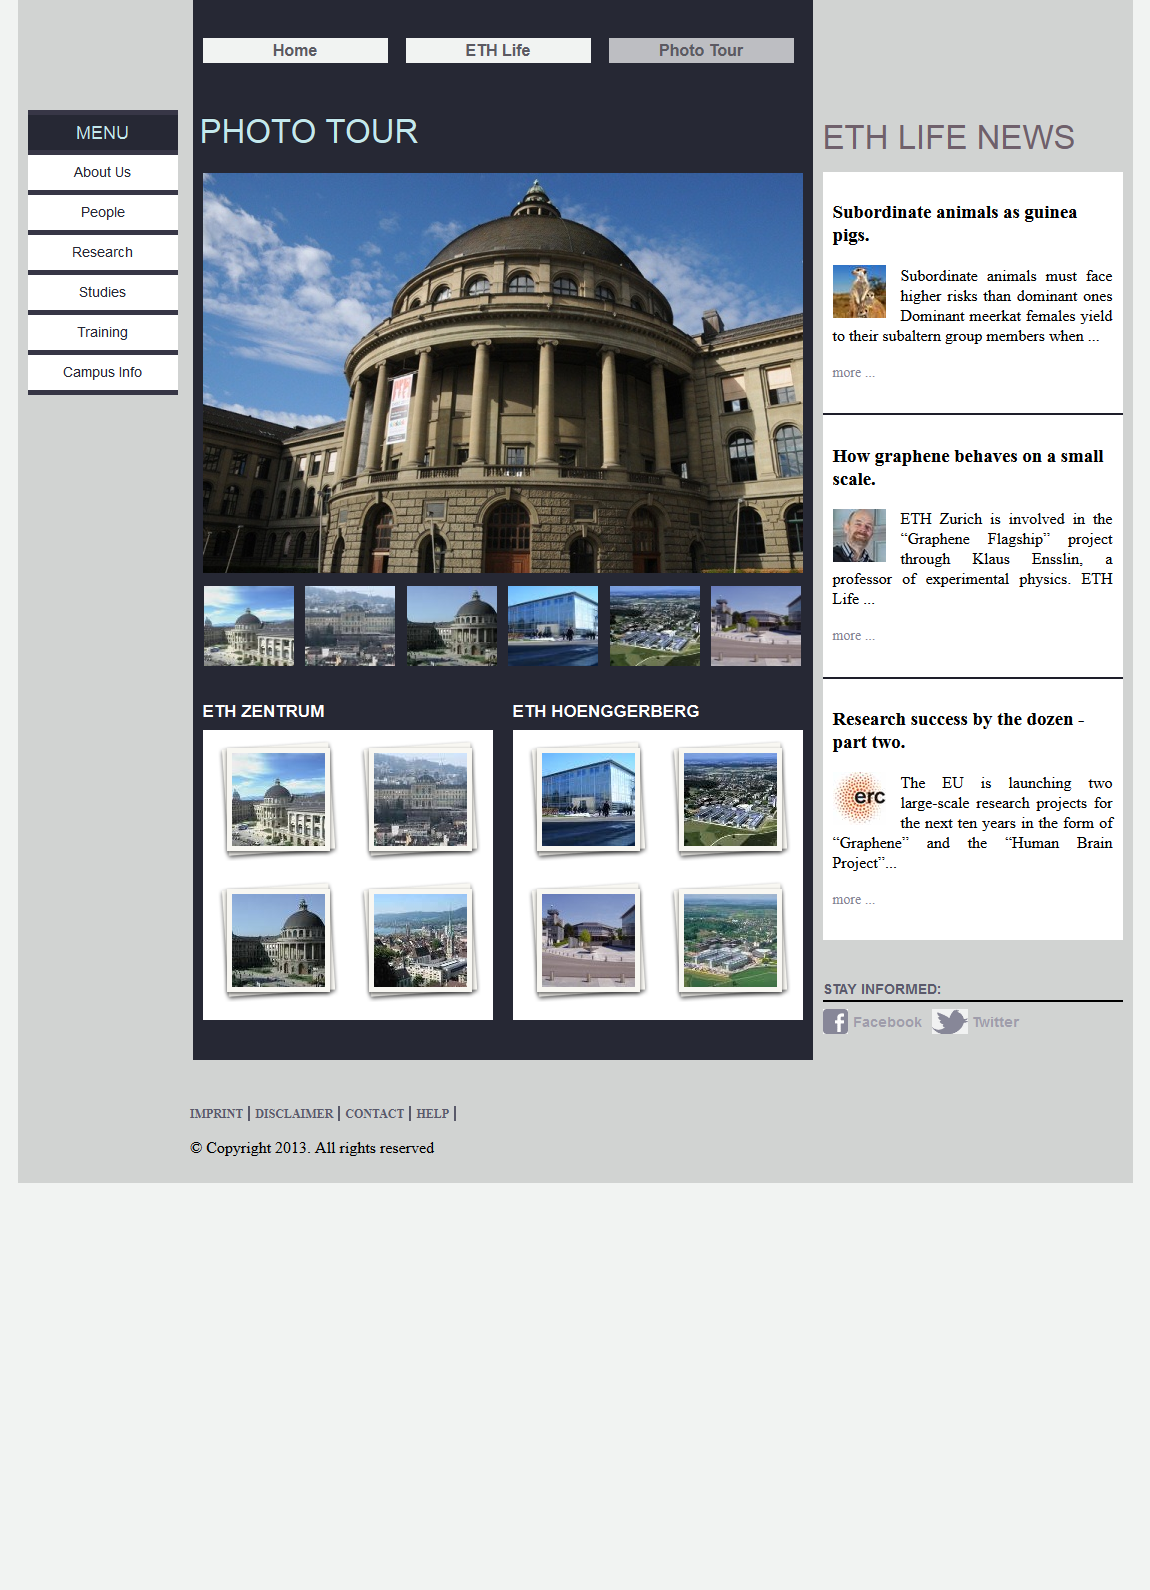 Home
ETH Life
Photo Tour
MENU
About Us
People
Research
Studies
Training
Campus Info
PHOTO TOUR
ETH ZENTRUM
ETH HOENGGERBERG
ETH LIFE NEWS
Subordinate animals as guinea
pigs.
Subordinate animals must face
higher risks than dominant ones
Dominant meerkat females yield
to their subaltern group members when ...
more ...
How graphene behaves on a small
scale.
ETH Zurich is involved in the
“Graphene Flagship” project
through Klaus Ensslin, a
professor of experimental physics. ETH
Life ...
more ...
Research success by the dozen -
part two.
erc
The EU is launching two
large-scale research projects for
the next ten years in the form of
“Graphene” and the “Human Brain
Project”...
more ...
STAY INFORMED:
Facebook
Twitter
IMPRINT | DISCLAIMER | CONTACT | HELP |
© Copyright 2013. All rights reserved